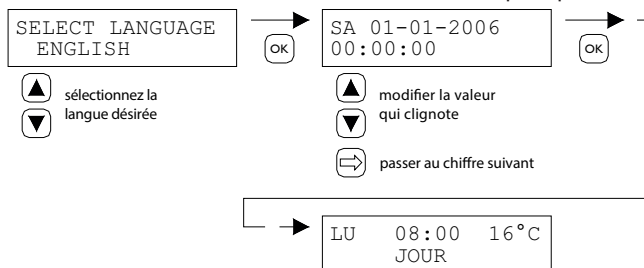 SELECT LANGUAGE
ENGLISH
OK
SA 01-01-2006
00:00:00
OK
sélectionnez la
langue désirée
modifier la valeur
qui clignote
passer au chiffre suivant
LU 08:00 16°C
JOUR